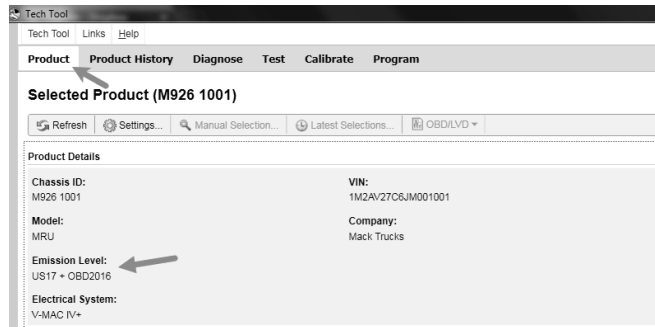 Tech Tool
Tech Tool Links Help
Product Product History Diagnose Test Calibrate Program
Selected Product (M926 1001)
Refresh Settings... Manual Selection... Latest Selections... OBD/LVD
Product Details
Chassis ID: VIN:
M926 1001 1M2AV27C6JM001001
Model: Company:
MRU Mack Trucks
Emission Level:
US17 + OBD2016
Electrical System:
V-MAC IV+